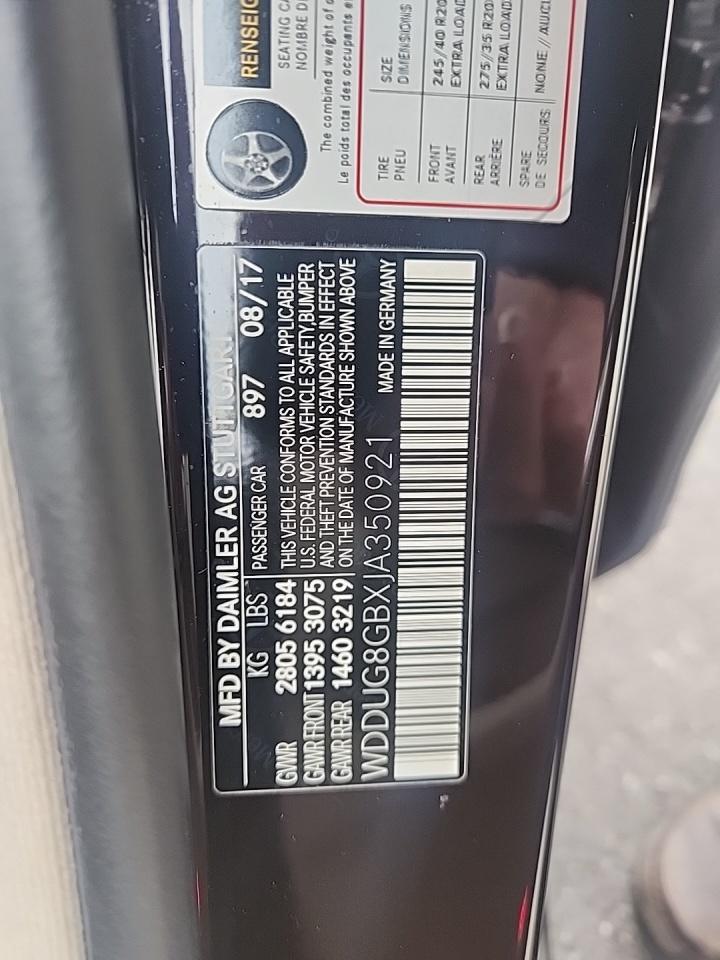 MFD BY DAIMLER AG STUTTGART
KG LBS PASSENGER CAR 897 08/17
GVWR 2805 6184 THIS VEHICLE CONFORMS TO ALL APPLICABLE
GAWR FRONT 1395 3075 U.S. FEDERAL MOTOR VEHICLE SAFETY, BUMPER
GAWR REAR 1460 3219 AND THEFT PREVENTION STANDARDS IN EFFECT
ON THE DATE OF MANUFACTURE SHOWN ABOVE
WDDUG8GBXJA350921 MADE IN GERMANY
SEATING
NOMBRE
The combined weight of
Le poids total des occupants
TIRE SIZE
PNEU DIMENSIONS
FRONT 245/40 R20
AVANT EXTRA LOAD
REAR 275/35 R20
ARRIÈRE EXTRA LOAD
SPARE NONE
DE SECOURS